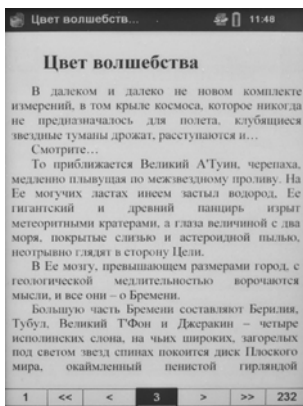 Цвет волшебств...
11:48
Цвет волшебства
В далеком и далеко не новом комплекте
измерений, в том крыле космоса, которое никогда
не предназначалось для полета, клубящиеся
звездные туманы дрожат, расступаются и...
Смотрите...
То приближается Великий А'Туин, черепаха,
медленно плывущая по межзвездному проливу. На
Ее могучих ластах инеем застыл водород, Ее
гигантский и древний панцирь изрыт
метеоритными кратерами, а глаза величиной с два
моря, покрытые слизью и астероидной пылью,
неотрывно глядят в сторону Цели.
В Ее мозгу, превышающем размерами город, с
геологической медлительностью ворочаются
мысли, и все они – о Бремени.
Большую часть Бремени составляют Берилия,
Тубул, Великий Т'Фон и Джеракин – четыре
исполинских слона, на чьих широких, загорелых
под светом звезд спинах покоится диск Плоского
мира, окаймленный пенистой гирляндой
1 << < 3 > >> 232